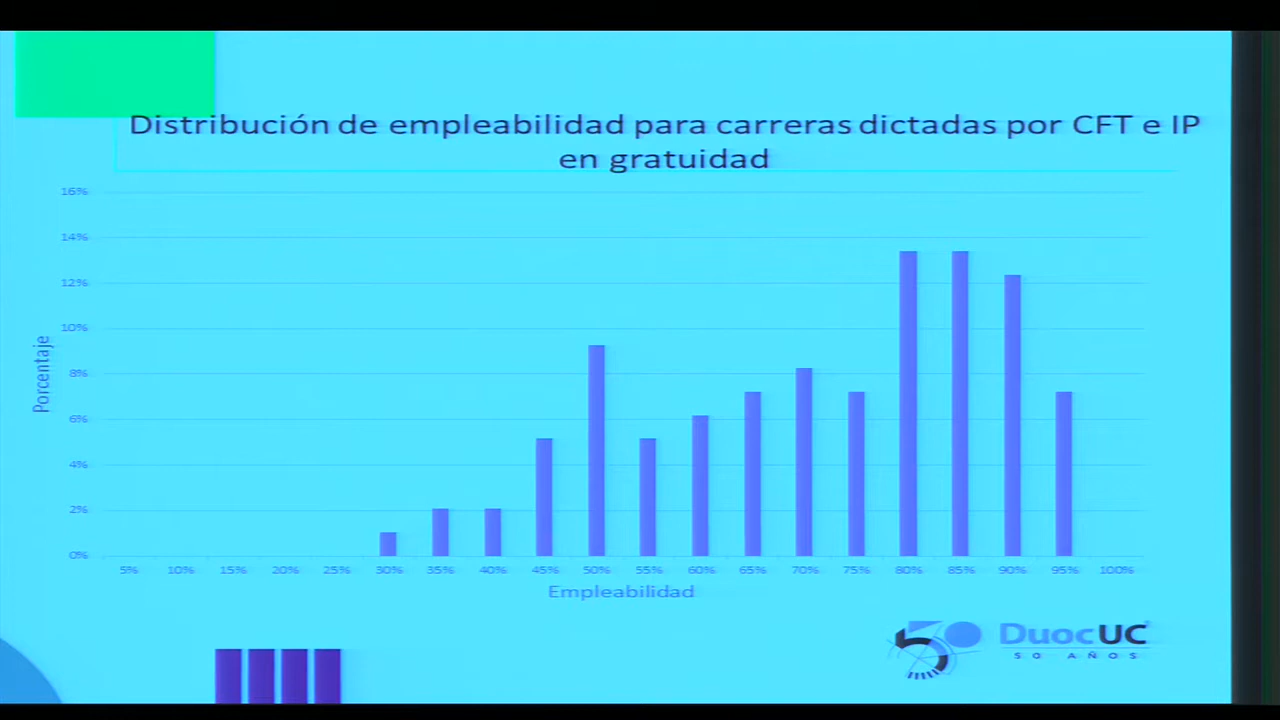 Distribución de empleabilidad para carreras dictadas por CFT e IP
en gratuidad
16%
14%
12%
10%
8%
6%
4%
2%
0%
Porcentaje
5% 10% 15% 20% 25% 30% 35% 40% 45% 50% 55% 60% 65% 70% 75% 80% 85% 90% 95% 100%
Empleabilidad
50
DuocUC
50 AÑOS